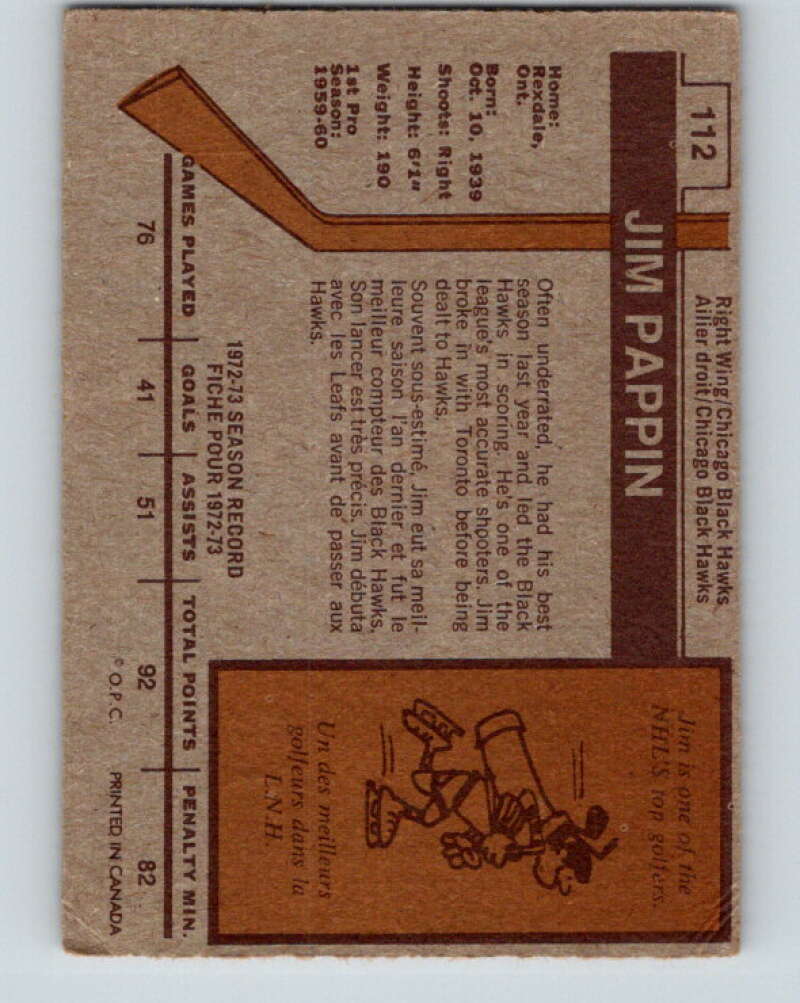 112
Right Wing/Chicago Black Hawks
Ailier droit/Chicago Black Hawks
JIM PAPPIN
Home:
Rexdale,
Ont.
Born:
Oct. 10, 1939
Shoots: Right
Height: 6'1"
Weight: 190
1st Pro
Season:
1959-60
Often underrated, he had his best
season last year and led the Black
Hawks in scoring. He's one of the
league's most accurate shooters. Jim
broke in with Toronto before being
dealt to Hawks.
Souvent sous-estimé, Jim eut sa meil-
leure saison l'an dernier et fut le
meilleur compteur des Black Hawks.
Son lancer est très précis. Jim débuta
avec les Leafs avant de passer aux
Hawks.
Jim is one of the
NHL'S top golfers.
Un des meilleurs
golfeurs dans la
L.N.H.
1972-73 SEASON RECORD
FICHE POUR 1972-73
GAMES PLAYED GOALS ASSISTS TOTAL POINTS PENALTY MIN.
76 41 51 92 82
© O.P.C. PRINTED IN CANADA